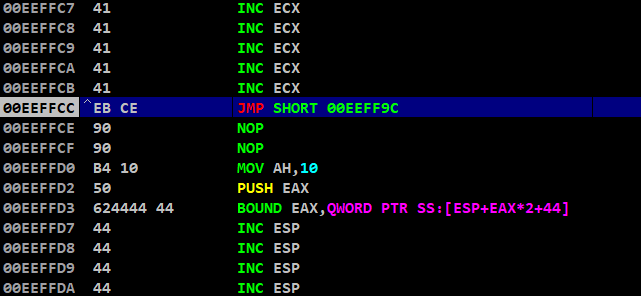 00EEFFC7 41 INC ECX
00EEFFC8 41 INC ECX
00EEFFC9 41 INC ECX
00EEFFCA 41 INC ECX
00EEFFCB 41 INC ECX
00EEFFCC ^ EB CE JMP SHORT 00EEFF9C
00EEFFCE 90 NOP
00EEFFCF 90 NOP
00EEFFD0 B4 10 MOV AH,10
00EEFFD2 50 PUSH EAX
00EEFFD3 624444 44 BOUND EAX,QWORD PTR SS:[ESP+EAX*2+44]
00EEFFD7 44 INC ESP
00EEFFD8 44 INC ESP
00EEFFD9 44 INC ESP
00EEFFDA 44 INC ESP